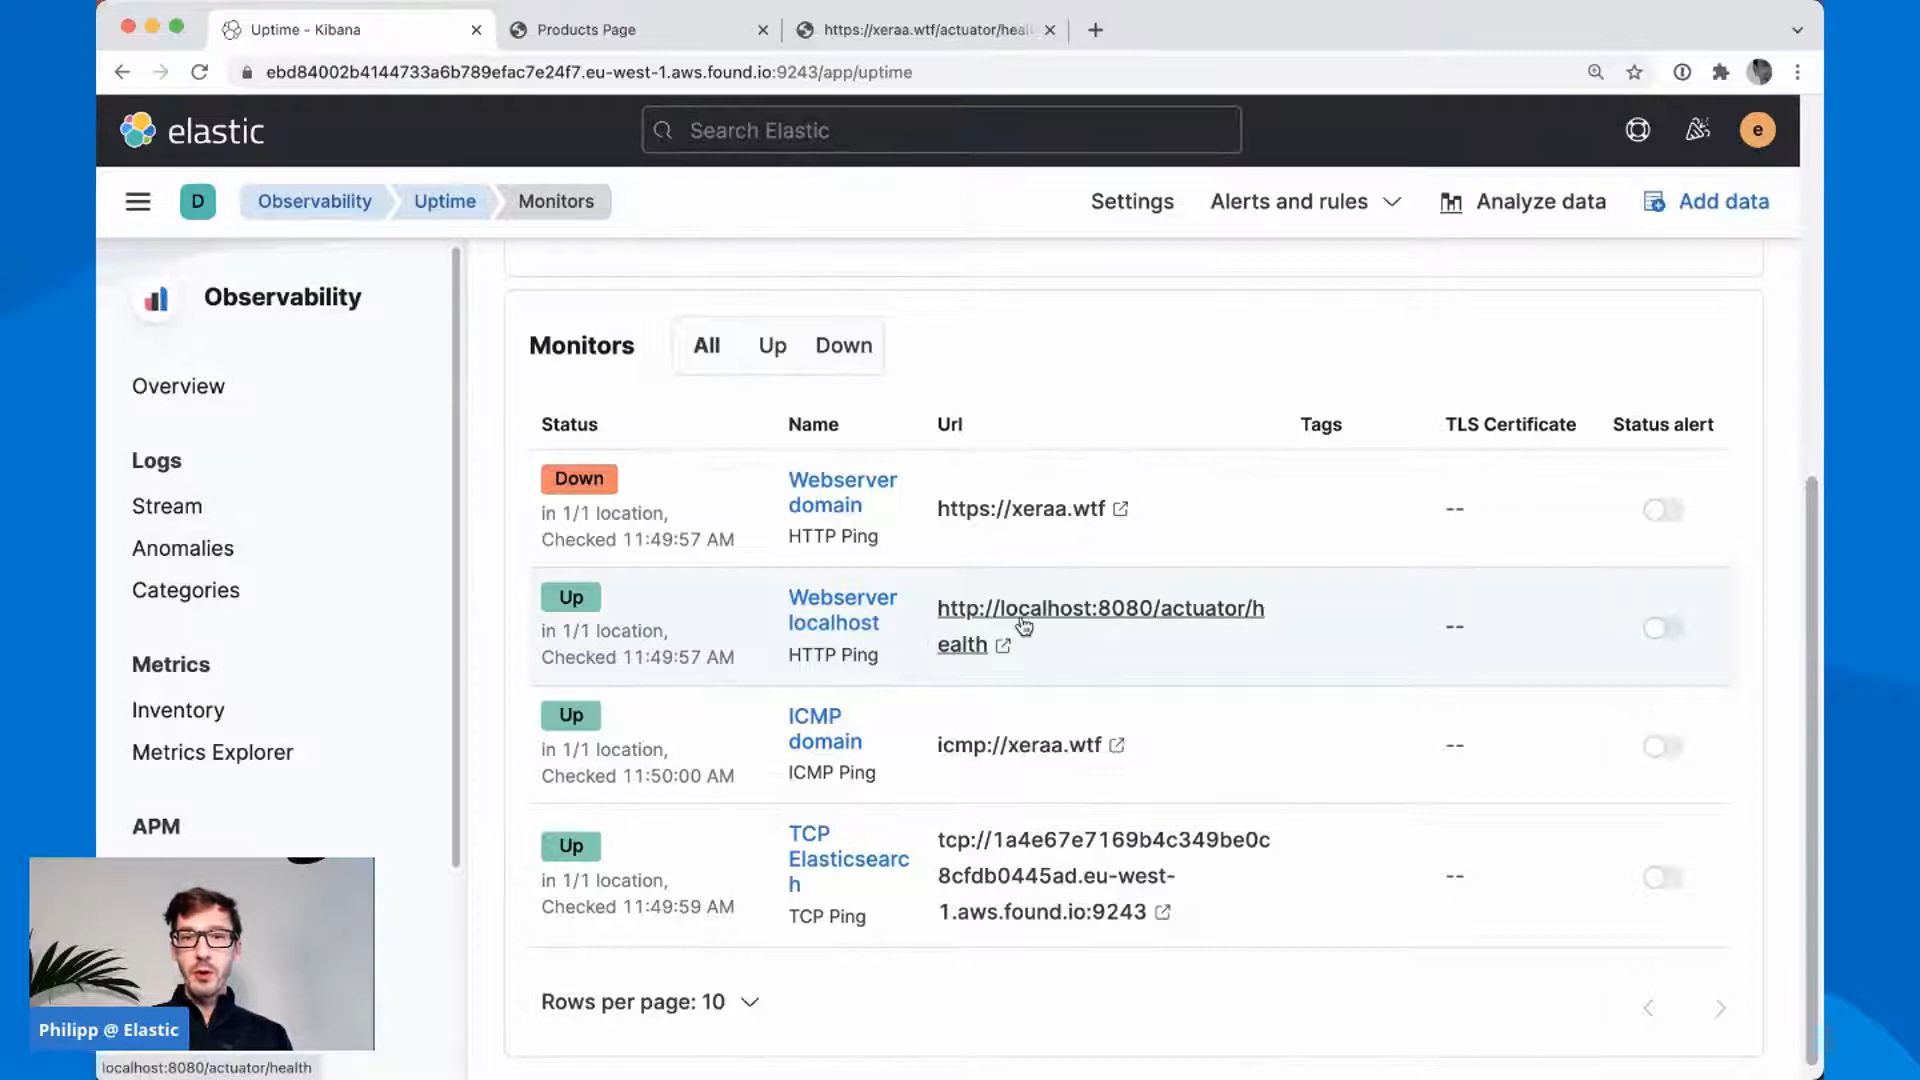 Uptime - Kibana
Products Page
https://xeraa.wtf/actuator/heal
ebd84002b4144733a6b789efac7e24f7.eu-west-1.aws.found.io:9243/app/uptime
elastic
Search Elastic
e
D
Observability
Uptime
Monitors
Settings
Alerts and rules
Analyze data
Add data
Observability
Overview
Logs
Stream
Anomalies
Categories
Metrics
Inventory
Metrics Explorer
APM
Monitors
All
Up
Down
Status
Name
Url
Tags
TLS Certificate
Status alert
Down
in 1/1 location,
Checked 11:49:57 AM
Webserver
domain
HTTP Ping
https://xeraa.wtf
--
Up
in 1/1 location,
Checked 11:49:57 AM
Webserver
localhost
HTTP Ping
http://localhost:8080/actuator/h
ealth
--
Up
in 1/1 location,
Checked 11:50:00 AM
ICMP
domain
ICMP Ping
icmp://xeraa.wtf
--
Up
in 1/1 location,
Checked 11:49:59 AM
TCP
Elasticsearc
h
TCP Ping
tcp://1a4e67e7169b4c349be0c
8cfdb0445ad.eu-west-
1.aws.found.io:9243
--
Rows per page: 10
Philipp @ Elastic
localhost:8080/actuator/health